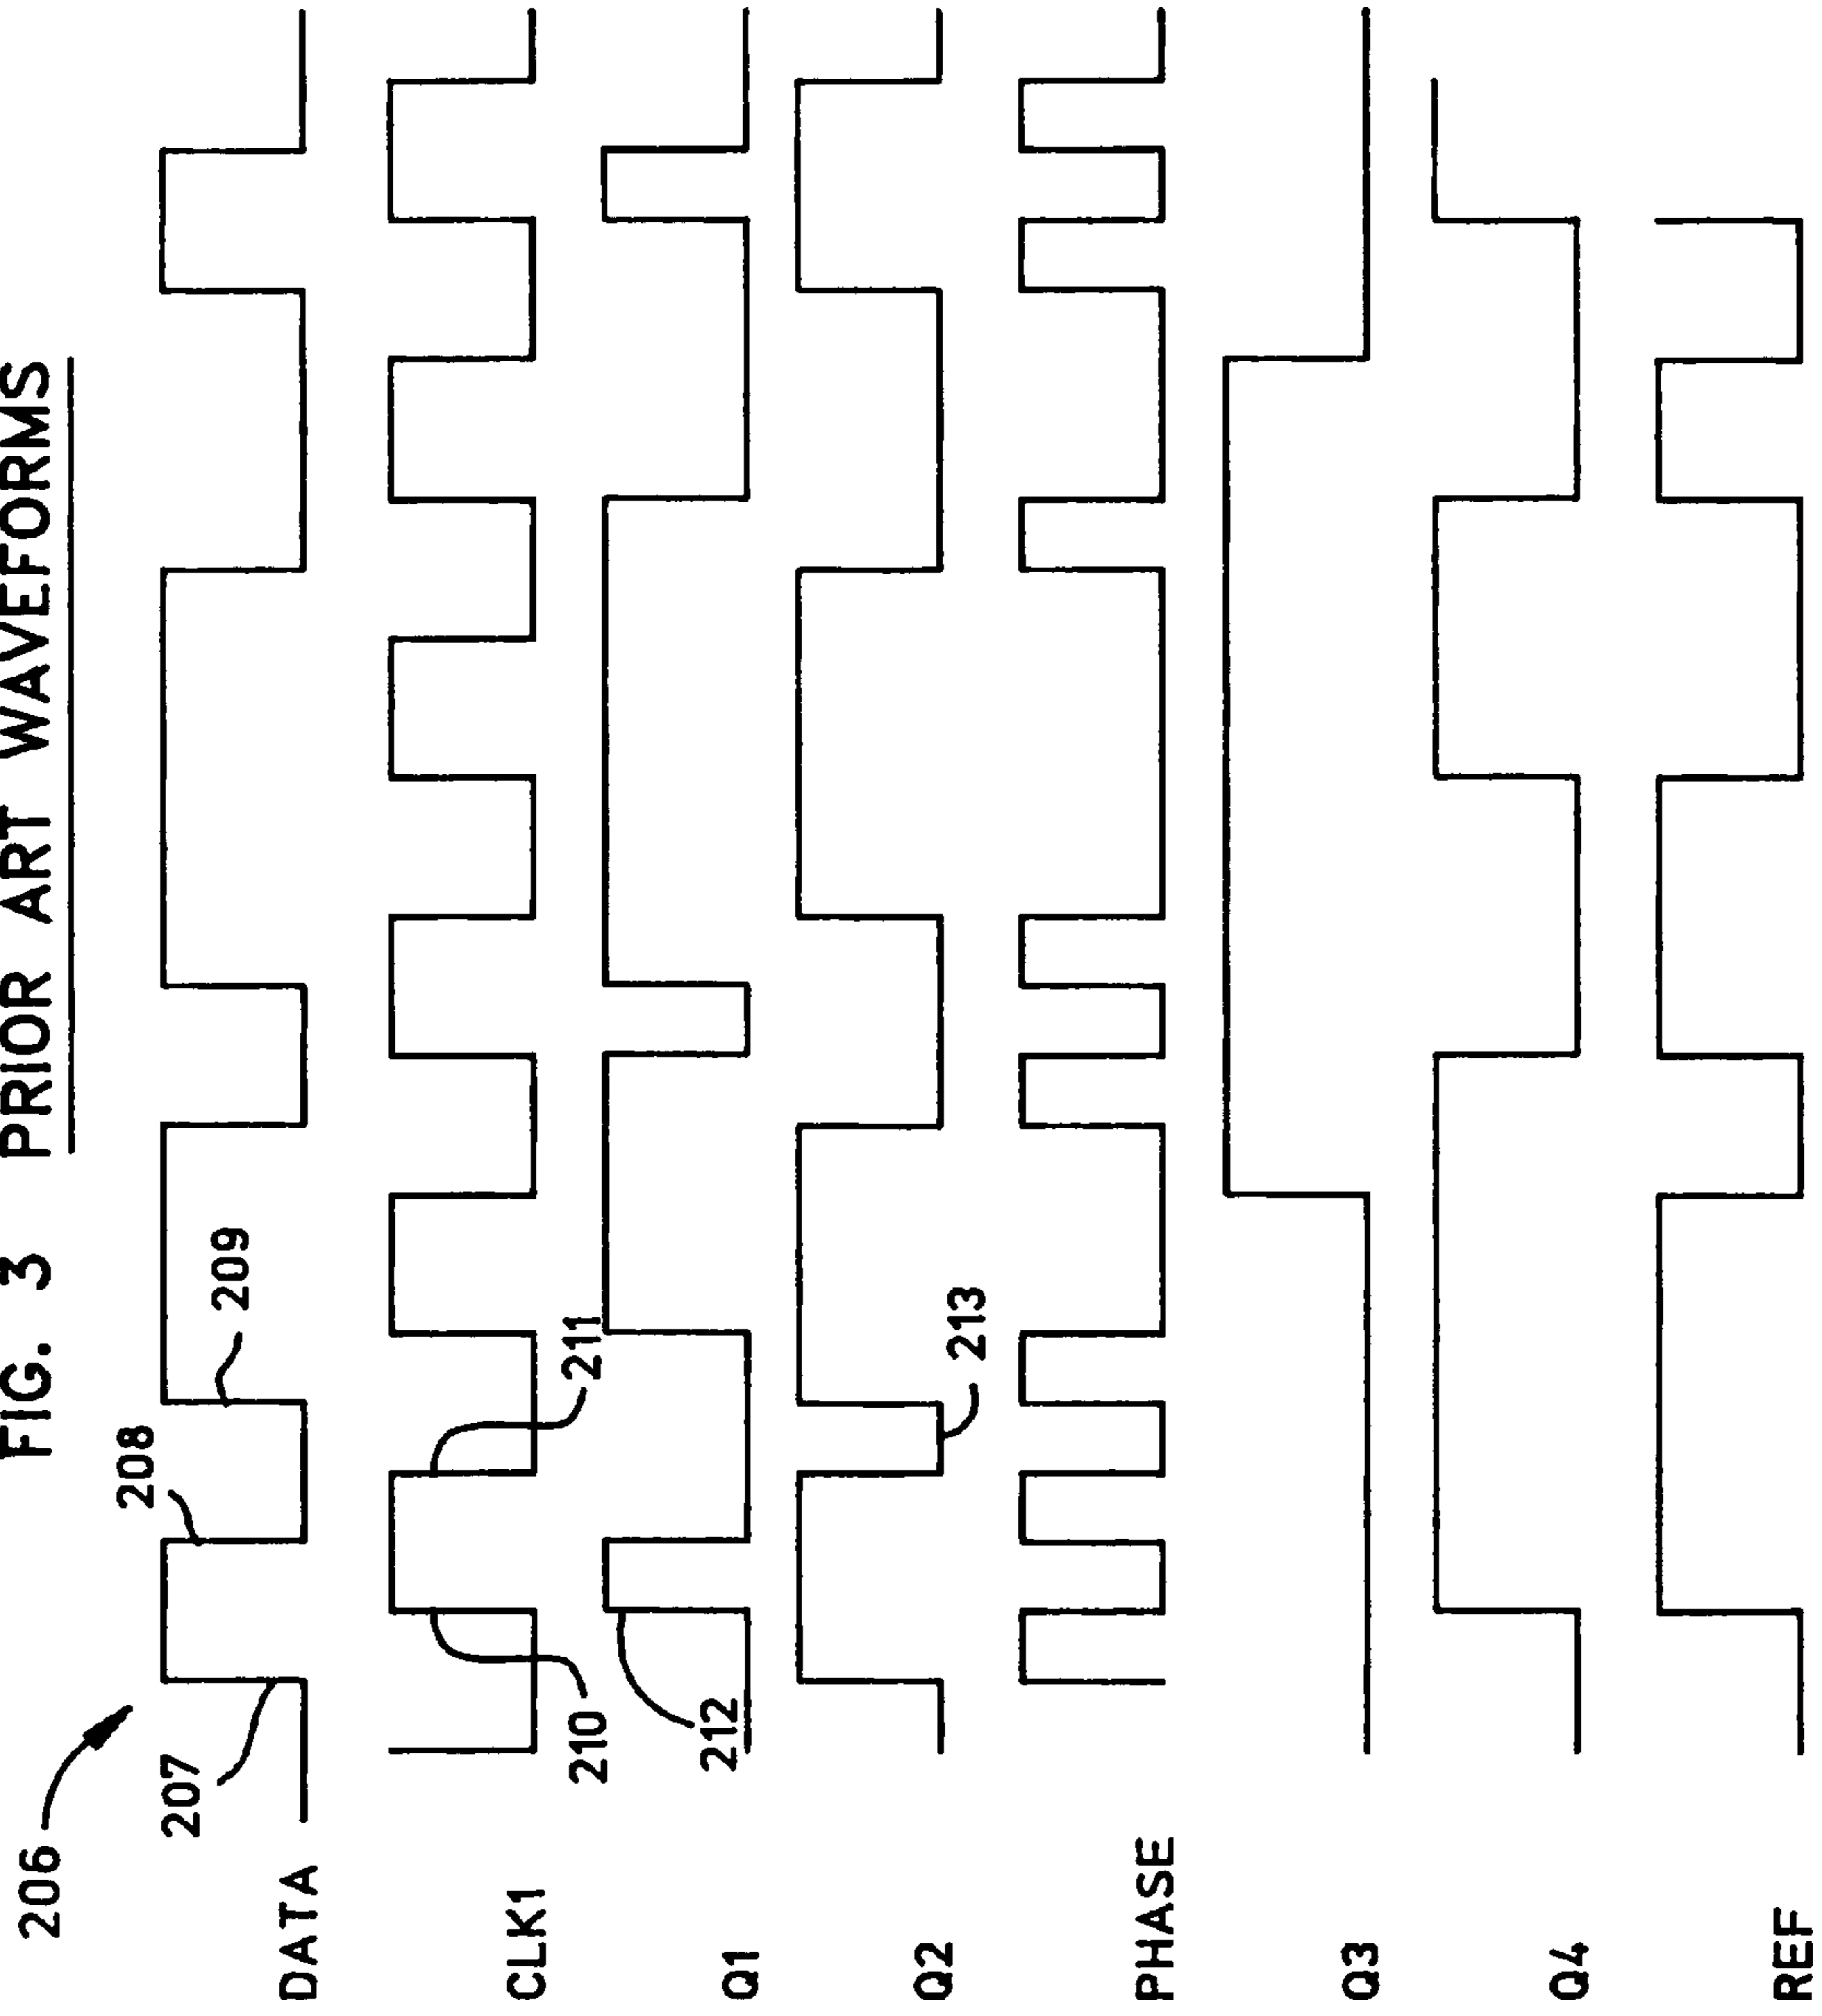 FIG. 3 PRIOR ART WAVEFORMS
206
207
208
209
DATA
210
211
CLK1
212
Q1
213
Q2
PHASE
Q3
Q4
REF